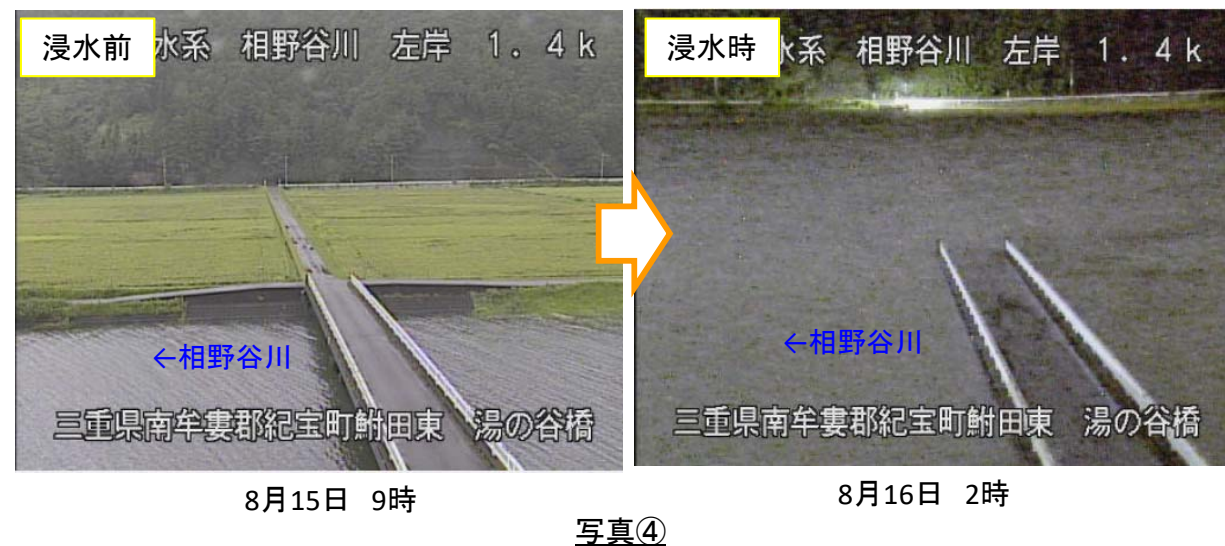 浸水前
水系 相野谷川 左岸 1.4k
←相野谷川
三重県南牟婁郡紀宝町鮒田東 湯の谷橋
8月15日 9時
浸水時
水系 相野谷川 左岸 1.4k
←相野谷川
三重県南牟婁郡紀宝町鮒田東 湯の谷橋
8月16日 2時
写真④